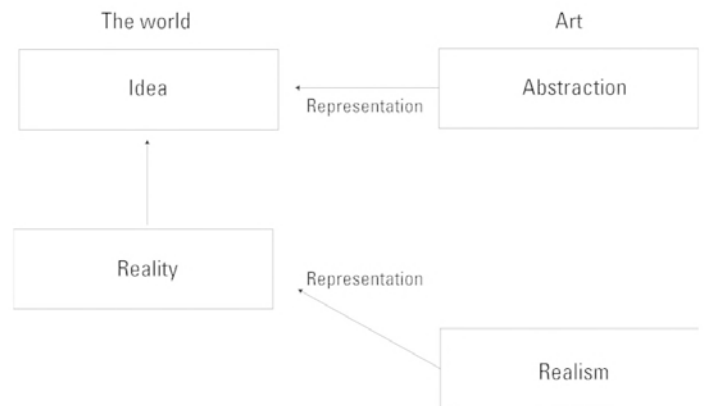 The world
Art
Idea
Abstraction
Representation
Reality
Representation
Realism